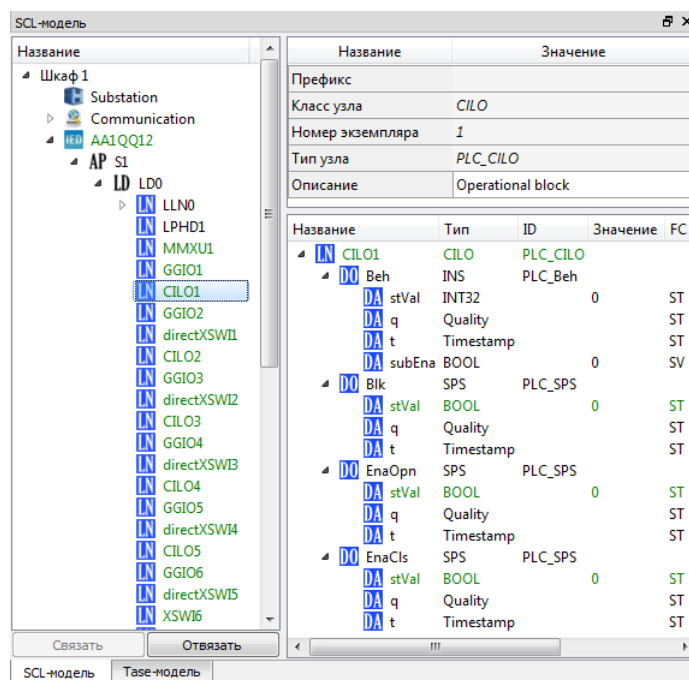 SCL-модель
Название
Шкаф 1
Substation
Communication
IED AA1QQ12
AP S1
LD LD0
LN LLN0
LN LPHD1
LN MMXU1
LN GGIO1
LN CILO1
LN GGIO2
LN directXSWI1
LN CILO2
LN GGIO3
LN directXSWI2
LN CILO3
LN GGIO4
LN directXSWI3
LN CILO4
LN GGIO5
LN directXSWI4
LN CILO5
LN GGIO6
LN directXSWI5
LN XSWI6
Связать Отвязать
SCL-модель Tase-модель
Название Значение
Префикс
Класс узла CILO
Номер экземпляра 1
Тип узла PLC_CILO
Описание Operational block
Название Тип ID Значение FC
LN CILO1 CILO PLC_CILO
DO Beh INS PLC_Beh
DA stVal INT32 0 ST
DA q Quality ST
DA t Timestamp ST
DA subEna BOOL 0 SV
DO Blk SPS PLC_SPS
DA stVal BOOL 0 ST
DA q Quality ST
DA t Timestamp ST
DO EnaOpn SPS PLC_SPS
DA stVal BOOL 0 ST
DA q Quality ST
DA t Timestamp ST
DO EnaCls SPS PLC_SPS
DA stVal BOOL 0 ST
DA q Quality ST
DA t Timestamp ST